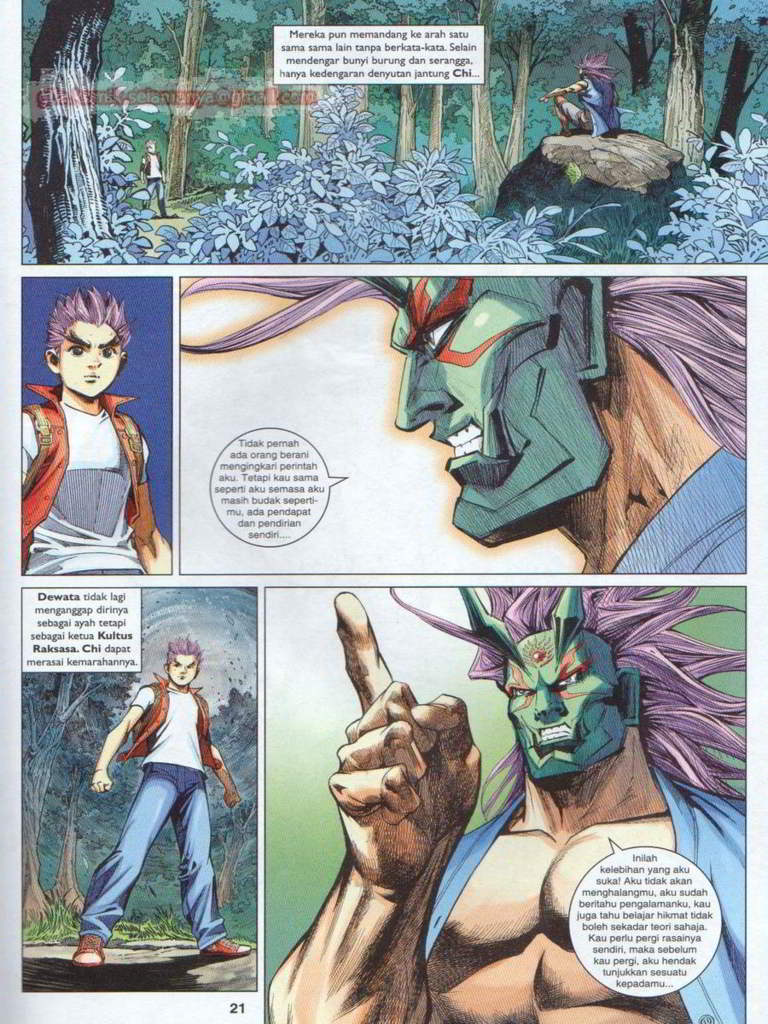 Mereka pun memandang ke arah satu
sama sama lain tanpa berkata-kata. Selain
mendengar bunyi burung dan serangga,
hanya kedengaran denyutan jantung Chi...
Tidak pernah
ada orang berani
mengingkari perintah
aku. Tetapi kau sama
seperti aku semasa aku
masih budak seperti-
mu, ada pendapat
dan pendirian
sendiri....
Dewata tidak lagi
menganggap dirinya
sebagai ayah tetapi
sebagai ketua Kultus
Raksasa. Chi dapat
merasai kemarahannya.
Inilah
kelebihan yang aku
suka! Aku tidak akan
menghalangmu, aku sudah
beritahu pengalamanku, kau
juga tahu belajar hikmat tidak
boleh sekadar teori sahaja.
Kau perlu pergi rasainya
sendiri, maka sebelum
kau pergi, aku hendak
tunjukkan sesuatu
kepadamu...
21